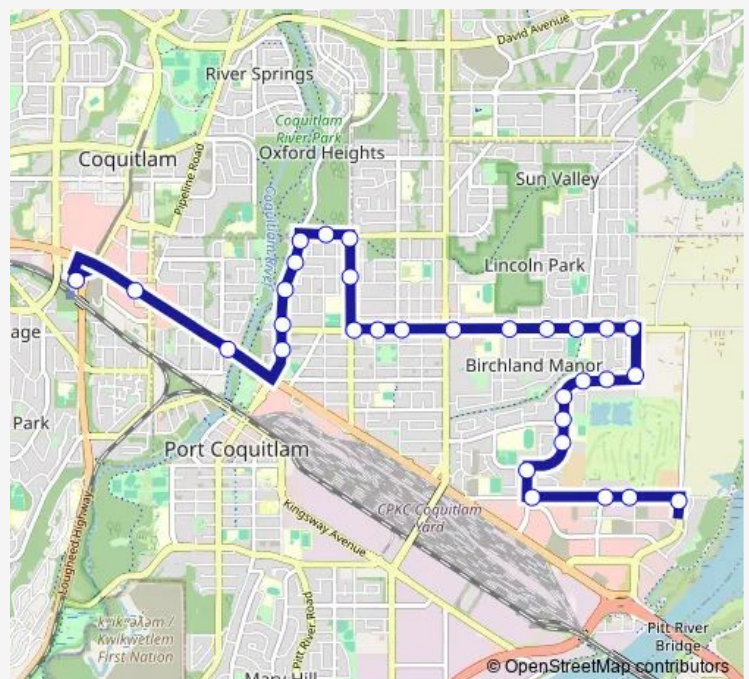 David Avenue
River Springs
Coquitlam
River Park
Oxford Heights
Coquitlam
Pipeline Road
Sun Valley
Coquitlam River
Lincoln Park
age
Birchland Manor
Park
Port Coquitlam
CPKC Coquitlam
Yard
Kingsway Avenue
Lougheed Highway
Pitt River Road
kʷikʷəƛ̓əm /
Kwikwetlem
First Nation
Pitt River
Bridge
Mary Hill
© OpenStreetMap contributors